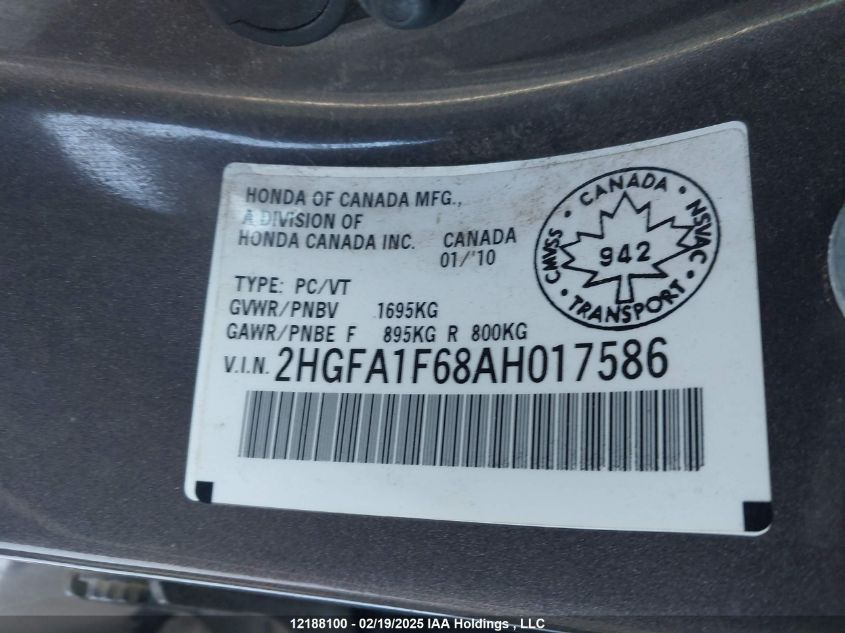 HONDA OF CANADA MFG.,
A DIVISION OF
HONDA CANADA INC. CANADA
01/'10
TYPE: PC/VT
GVWR/PNBV 1695KG
GAWR/PNBE F 895KG R 800KG
V.I.N. 2HGFA1F68AH017586
• CANADA •
CMVSS
NSVAC
942
• TRANSPORT •
12188100 - 02/19/2025 IAA Holdings , LLC